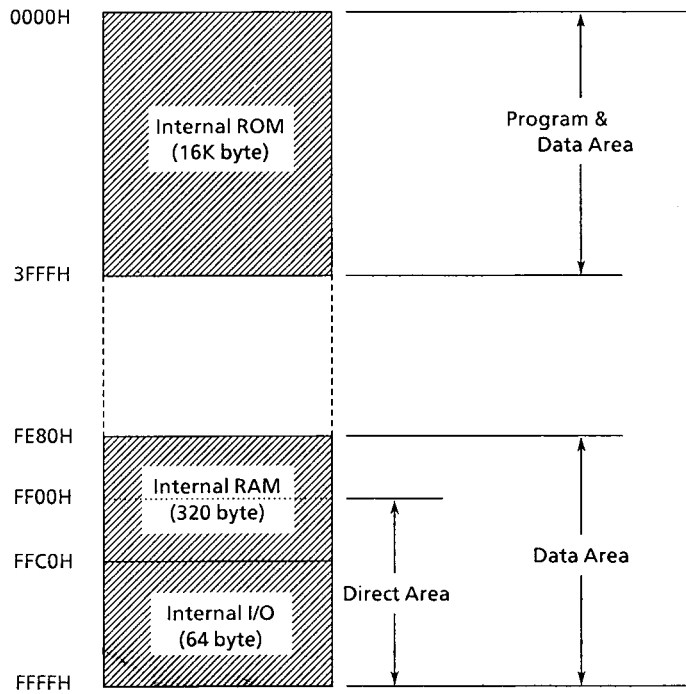 0000H
Internal ROM
(16K byte)
Program &
Data Area
3FFFH
FE80H
Internal RAM
(320 byte)
FF00H
FFC0H
Data Area
Direct Area
Internal I/O
(64 byte)
FFFFH